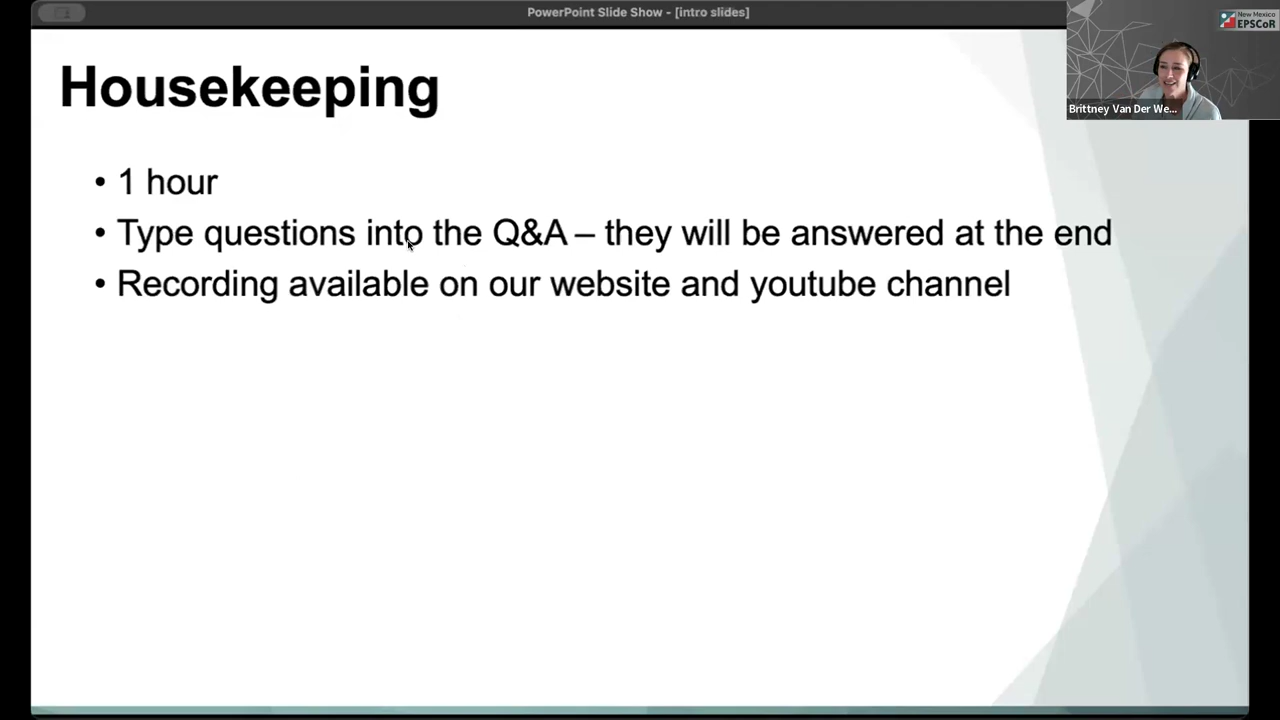 PowerPoint Slide Show - [intro slides]
New Mexico
EPSCoR
Brittney Van Der We...
Housekeeping
• 1 hour
• Type questions into the Q&A – they will be answered at the end
• Recording available on our website and youtube channel